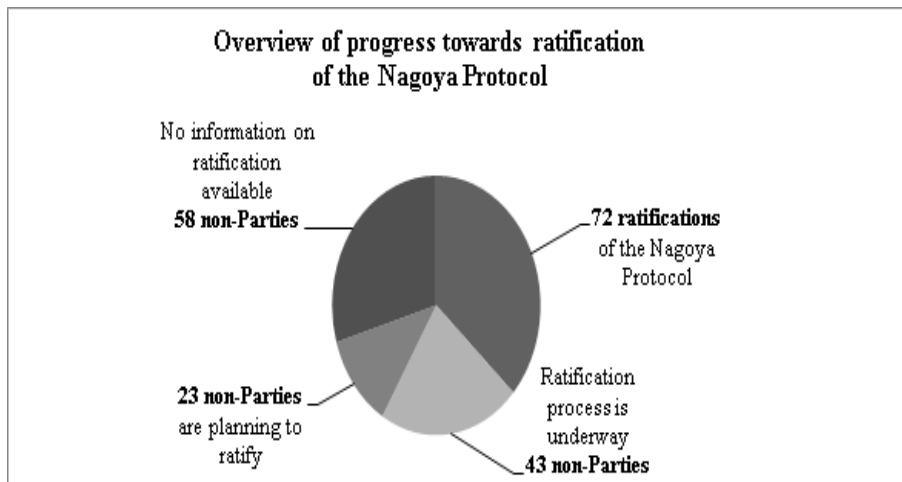 Overview of progress towards ratification
of the Nagoya Protocol
No information on
ratification
available
58 non-Parties
72 ratifications
of the Nagoya
Protocol
23 non-Parties
are planning to
ratify
Ratification
process is
underway
43 non-Parties